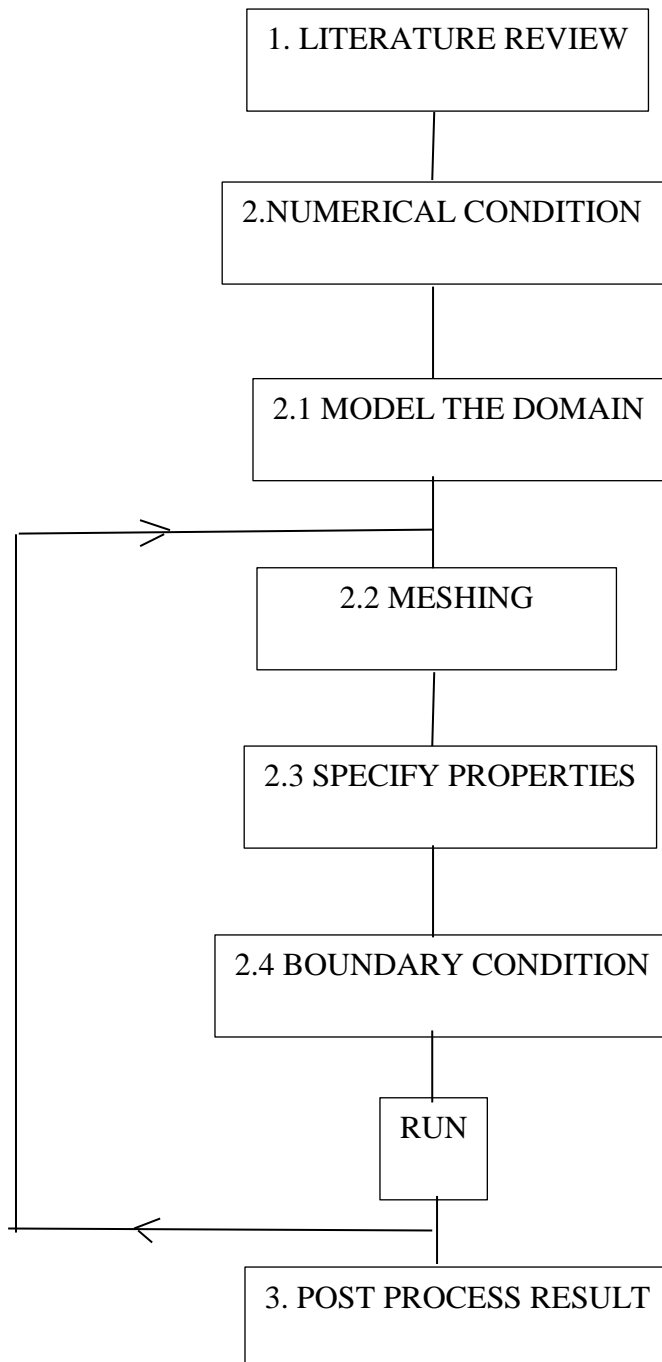 1. LITERATURE REVIEW
2.NUMERICAL CONDITION
2.1 MODEL THE DOMAIN
2.2 MESHING
2.3 SPECIFY PROPERTIES
2.4 BOUNDARY CONDITION
RUN
3. POST PROCESS RESULT